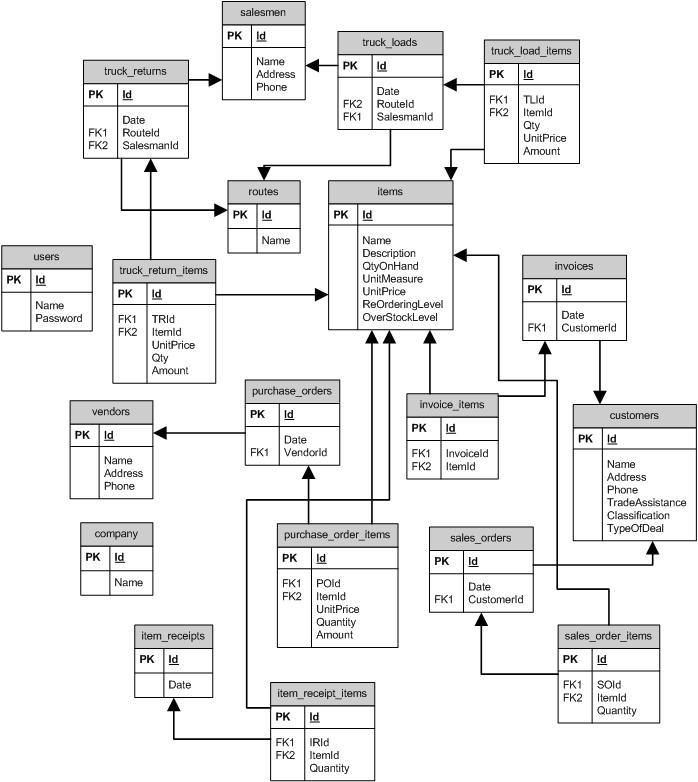 salesmen
PK Id
Name
Address
Phone
truck_loads
PK Id
Date
FK2 RouteId
FK1 SalesmanId
truck_load_items
PK Id
FK1 TLId
FK2 ItemId
Qty
UnitPrice
Amount
truck_returns
PK Id
Date
FK1 RouteId
FK2 SalesmanId
routes
PK Id
Name
items
PK Id
Name
Description
QtyOnHand
UnitMeasure
UnitPrice
ReOrderingLevel
OverStockLevel
users
PK Id
Name
Password
truck_return_items
PK Id
FK1 TRId
FK2 ItemId
UnitPrice
Qty
Amount
invoices
PK Id
Date
FK1 CustomerId
vendors
PK Id
Name
Address
Phone
purchase_orders
PK Id
Date
FK1 VendorId
invoice_items
PK Id
FK1 InvoiceId
FK2 ItemId
customers
PK Id
Name
Address
Phone
TradeAssistance
Classification
TypeOfDeal
company
PK Id
Name
purchase_order_items
PK Id
FK1 POId
FK2 ItemId
UnitPrice
Quantity
Amount
sales_orders
PK Id
Date
FK1 CustomerId
item_receipts
PK Id
Date
sales_order_items
PK Id
FK1 SOId
FK2 ItemId
Quantity
item_receipt_items
PK Id
FK1 IRId
FK2 ItemId
Quantity